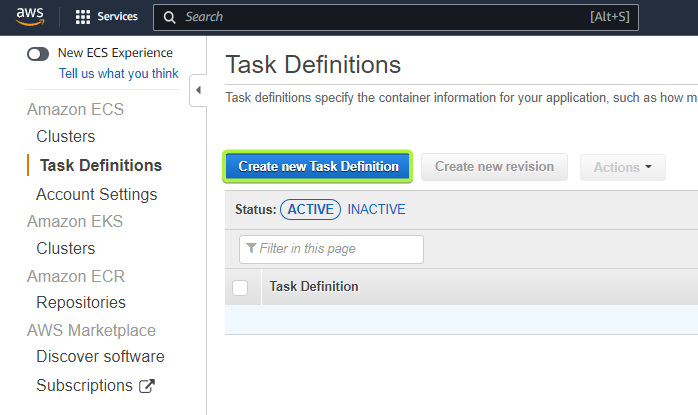 aws
Services
Search [Alt+S]
New ECS Experience
Tell us what you think
Amazon ECS
Clusters
Task Definitions
Account Settings
Amazon EKS
Clusters
Amazon ECR
Repositories
AWS Marketplace
Discover software
Subscriptions
Task Definitions
Task definitions specify the container information for your application, such as how m
Create new Task Definition Create new revision Actions
Status: ACTIVE INACTIVE
Filter in this page
Task Definition